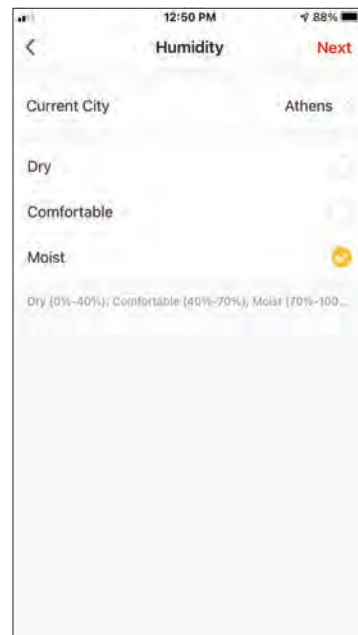 12:50 PM 88%
Humidity Next
Current City Athens
Dry
Comfortable
Moist
Dry (0%-40%); Comfortable (40%-70%); Moist (70%-100...